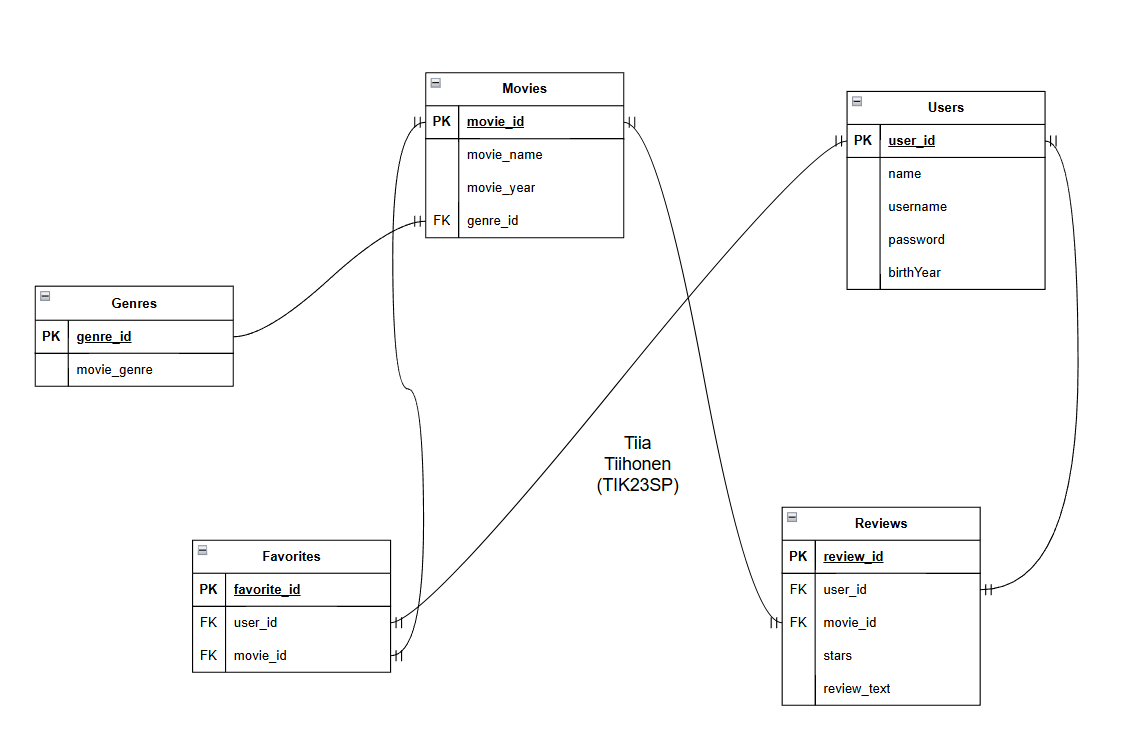 Movies
PK movie_id
movie_name
movie_year
FK genre_id
Users
PK user_id
name
username
password
birthYear
Genres
PK genre_id
movie_genre
Tiia
Tiihonen
(TIK23SP)
Favorites
PK favorite_id
FK user_id
FK movie_id
Reviews
PK review_id
FK user_id
FK movie_id
stars
review_text